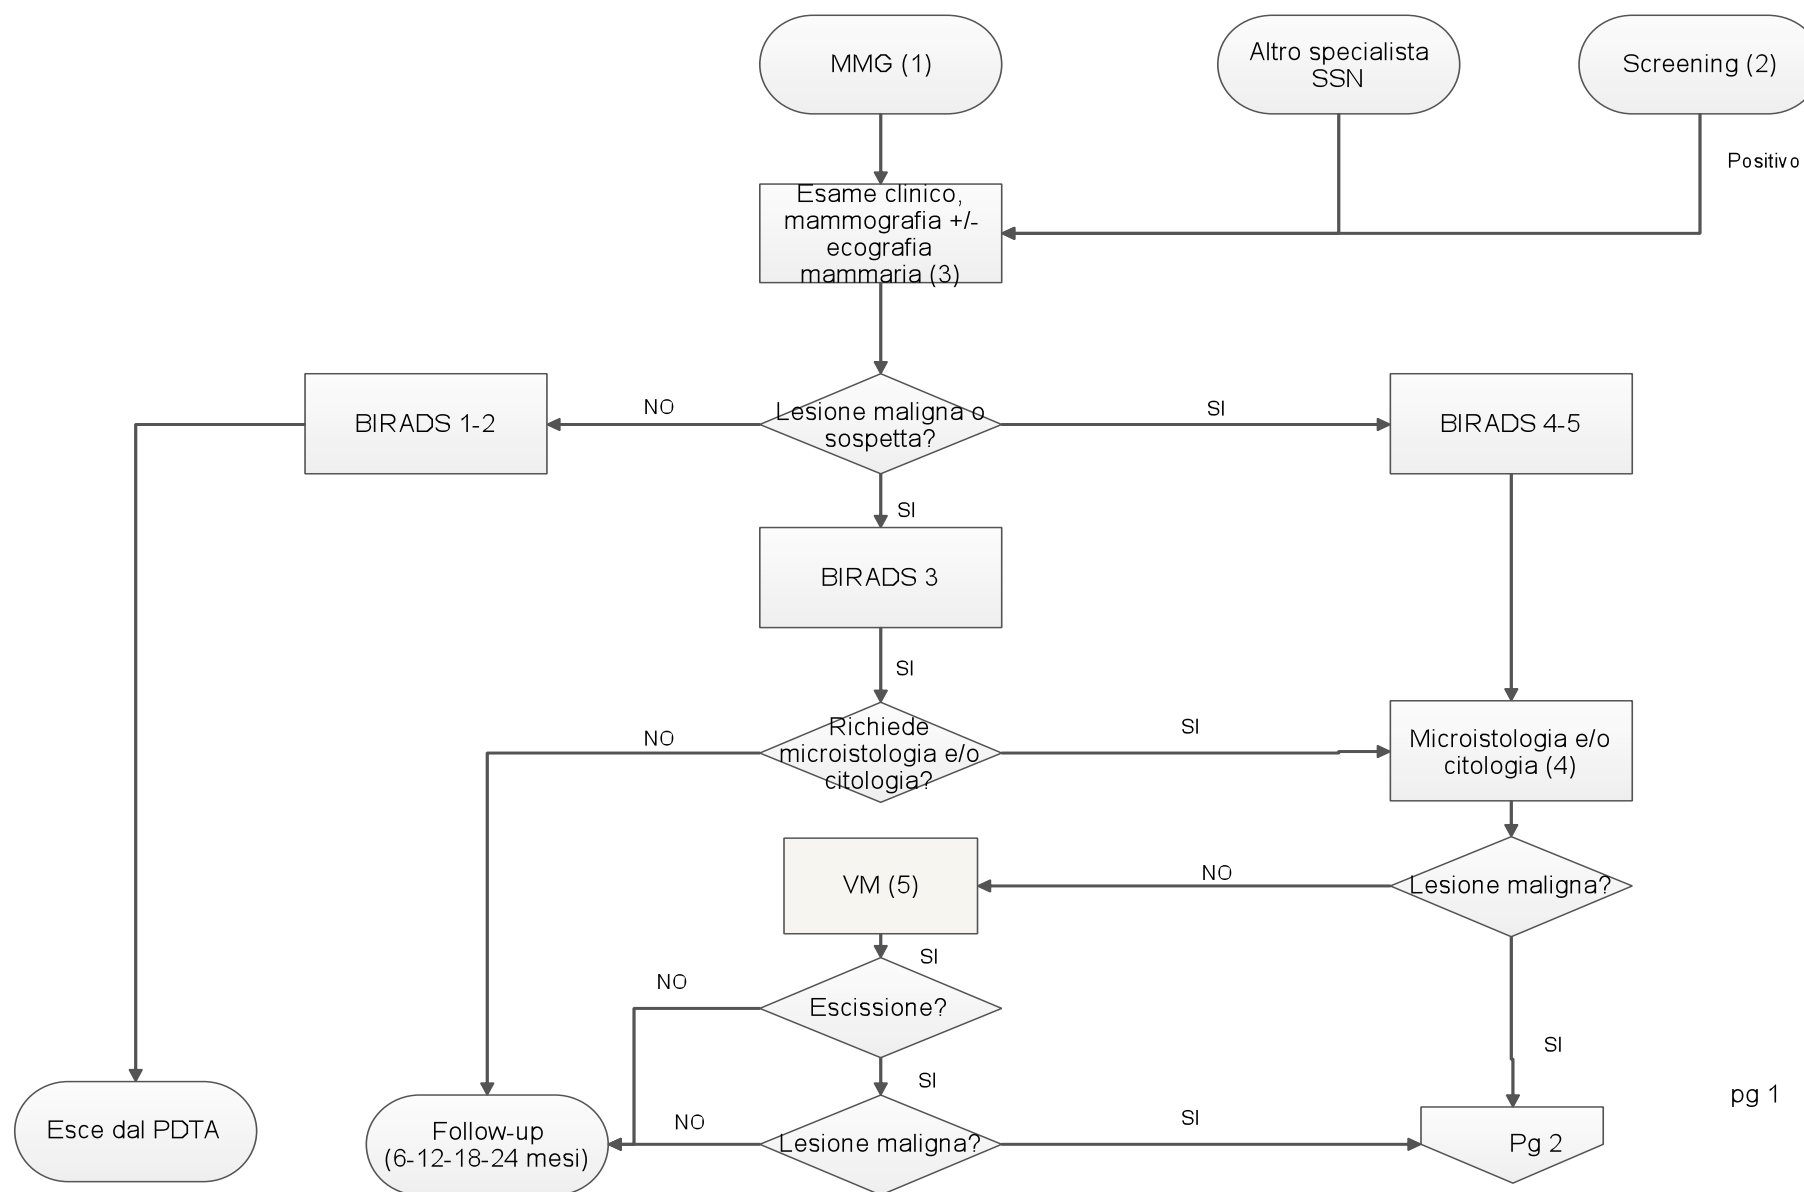 MMG (1)
Altro specialista
SSN
Screening (2)
Positivo
Esame clinico,
mammografia +/-
ecografia
mammaria (3)
BIRADS 1-2
NO
Lesione maligna o
sospetta?
SI
BIRADS 4-5
SI
BIRADS 3
SI
NO
Richiede
microistologia e/o
citologia?
SI
Microistologia e/o
citologia (4)
VM (5)
NO
Lesione maligna?
SI
NO
Escissione?
SI
SI
pg 1
Esce dal PDTA
Follow-up
(6-12-18-24 mesi)
NO
Lesione maligna?
SI
Pg 2